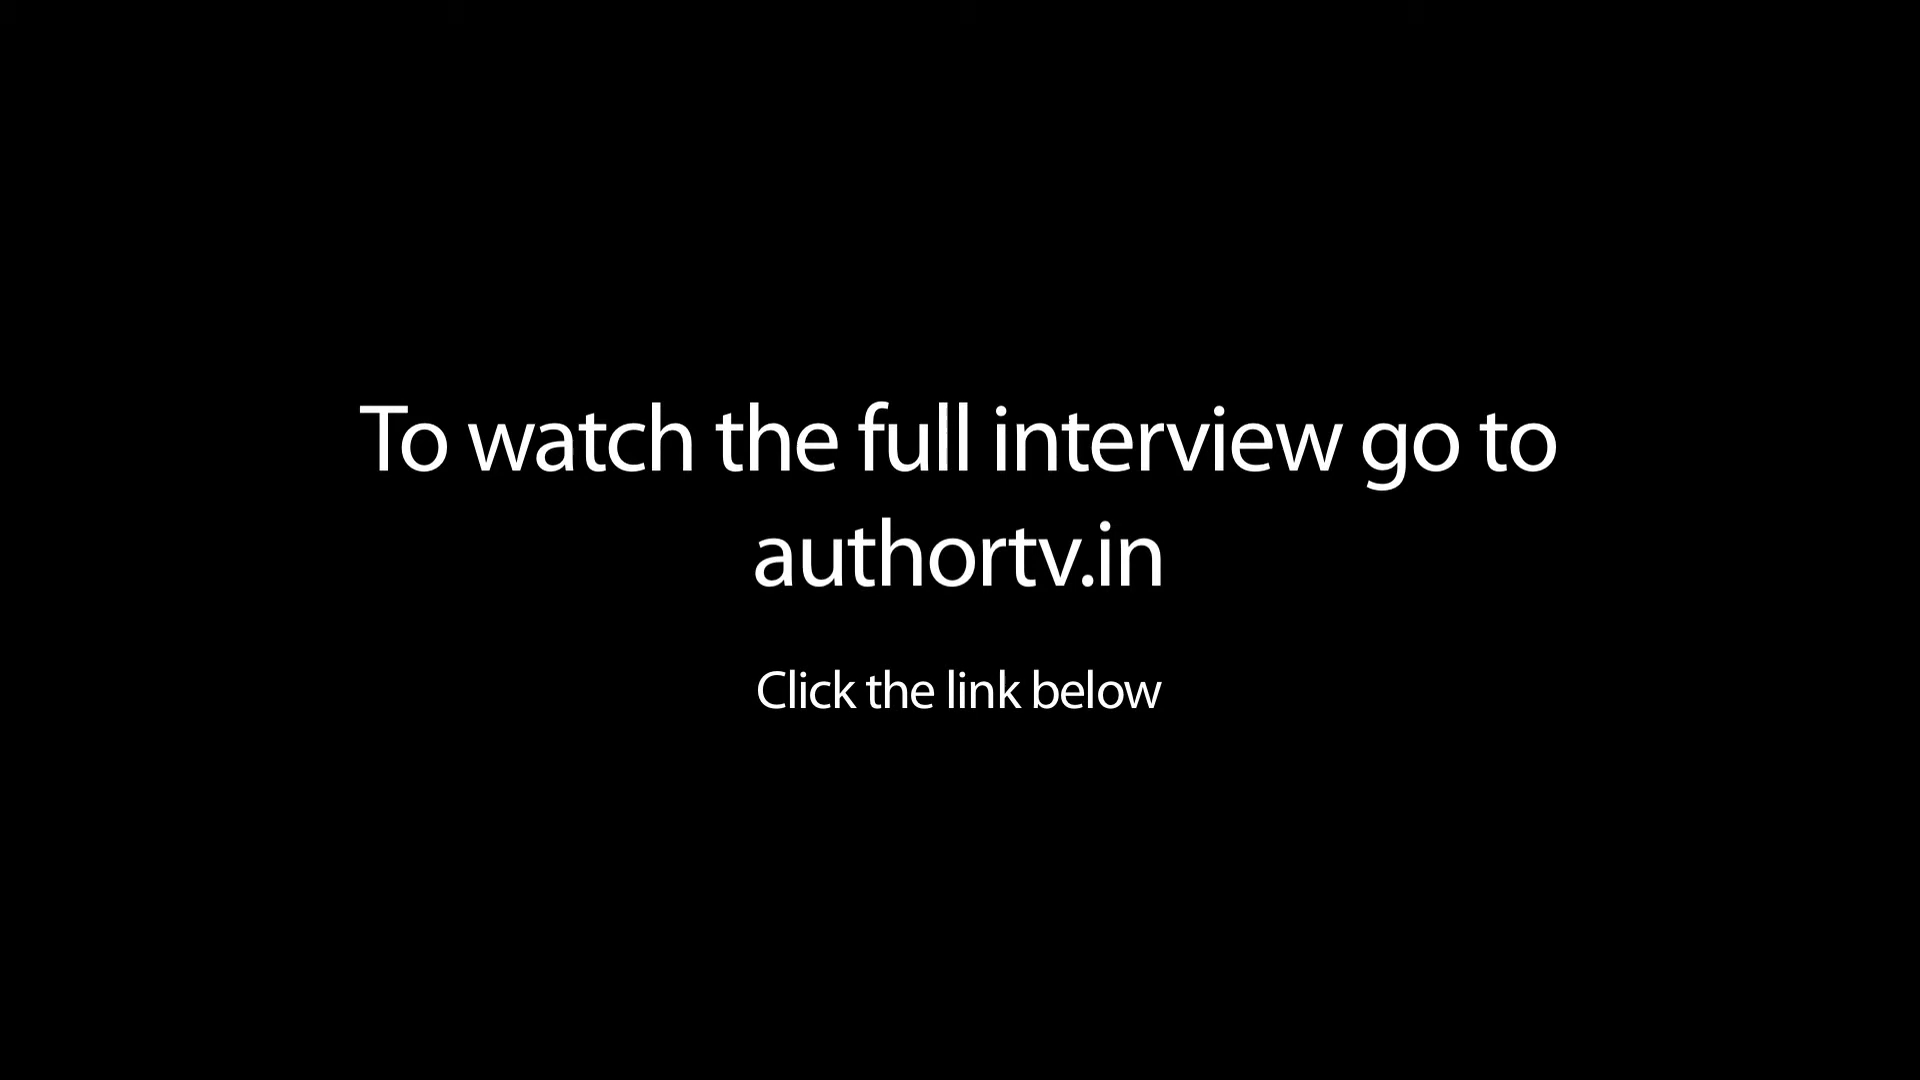 To watch the full interview go to
authortv.in
Click the link below